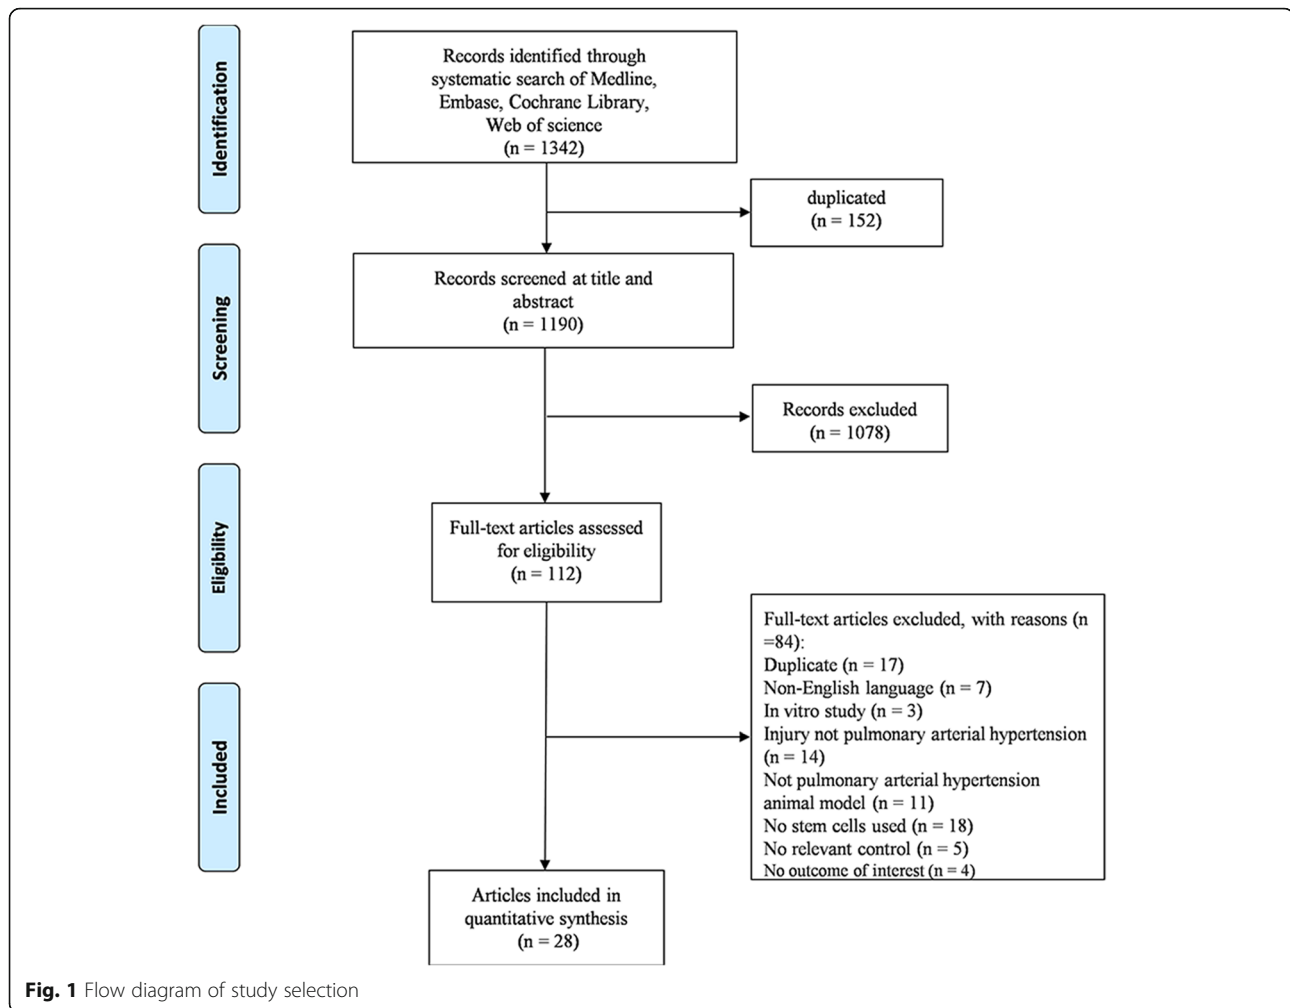 Identification
Records identified through
systematic search of Medline,
Embase, Cochrane Library,
Web of science
(n = 1342)
duplicated
(n = 152)
Screening
Records screened at title and
abstract
(n = 1190)
Records excluded
(n = 1078)
Eligibility
Full-text articles assessed
for eligibility
(n = 112)
Full-text articles excluded, with reasons (n
=84):
Duplicate (n = 17)
Non-English language (n = 7)
In vitro study (n = 3)
Injury not pulmonary arterial hypertension
(n = 14)
Not pulmonary arterial hypertension
animal model (n = 11)
No stem cells used (n = 18)
No relevant control (n = 5)
No outcome of interest (n = 4)
Included
Articles included in
quantitative synthesis
(n = 28)
Fig. 1 Flow diagram of study selection